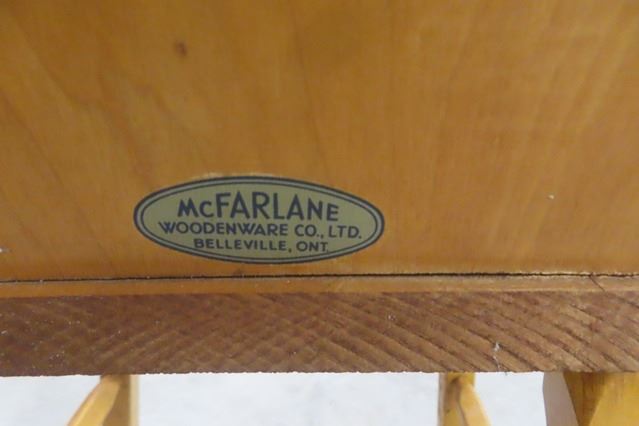 McFARLANE
WOODENWARE CO., LTD.
BELLEVILLE, ONT.